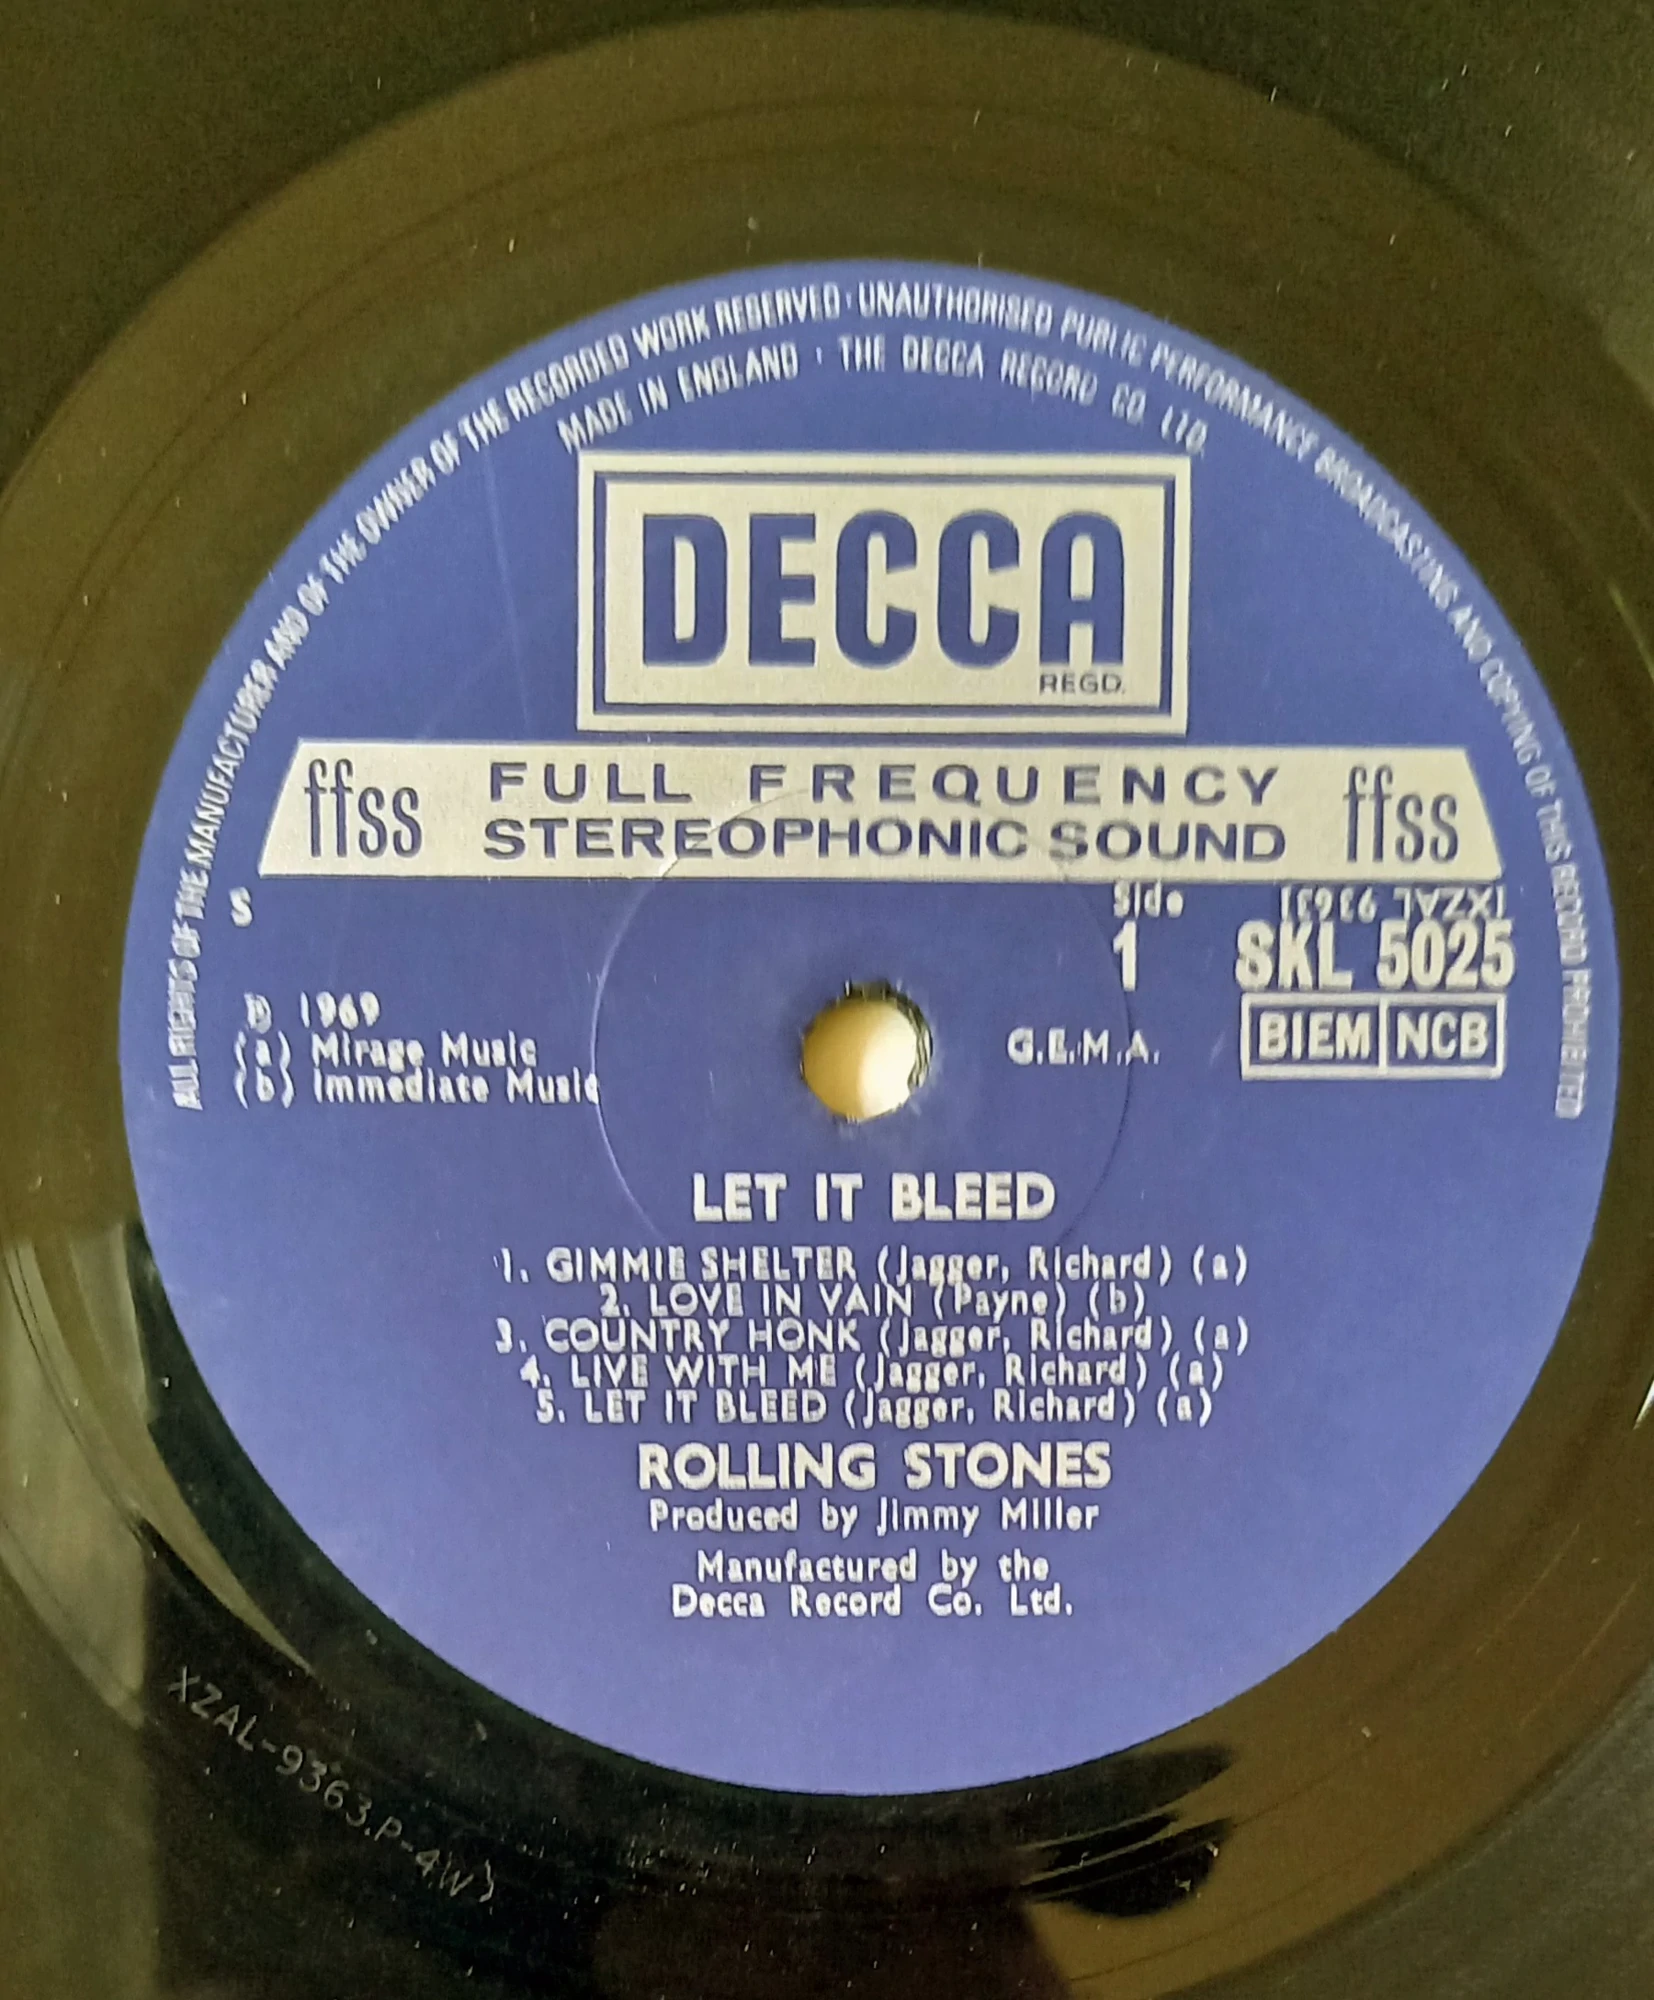 ALL RIGHTS OF THE MANUFACTURER AND OF THE OWNER OF THE RECORDED WORK RESERVED · UNAUTHORISED PUBLIC PERFORMANCE BROADCASTING AND COPYING OF THIS RECORD PROHIBITED
MADE IN ENGLAND · THE DECCA RECORD CO. LTD.
DECCA
REGD.
ffss FULL FREQUENCY ffss
STEREOPHONIC SOUND
S
Side
1
XZAL 9363
SKL 5025
BIEM NCB
℗ 1969
(a) Mirage Music
(b) Immediate Music
G.E.M.A.
LET IT BLEED
1. GIMMIE SHELTER (Jagger, Richard) (a)
2. LOVE IN VAIN (Payne) (b)
3. COUNTRY HONK (Jagger, Richard) (a)
4. LIVE WITH ME (Jagger, Richard) (a)
5. LET IT BLEED (Jagger, Richard) (a)
ROLLING STONES
Produced by Jimmy Miller
Manufactured by the
Decca Record Co. Ltd.
XZAL-9363.P-4W